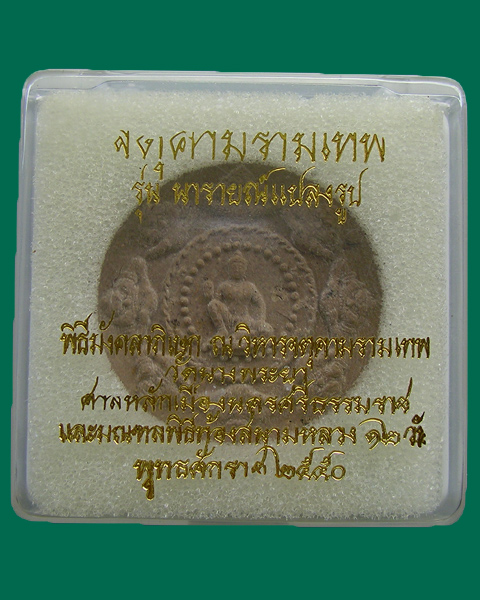 จตุคามรามเทพ
รุ่น นารายณ์แปลงรูป
พิธีมังคลาภิเษก ณ วิหารจตุคามรามเทพ
วัดนางพระยา
ศาลหลักเมืองนครศรีธรรมราช
และมณฑลพิธีท้องสนามหลวง ๑๒
พุทธศักราช ๒๕๕๐